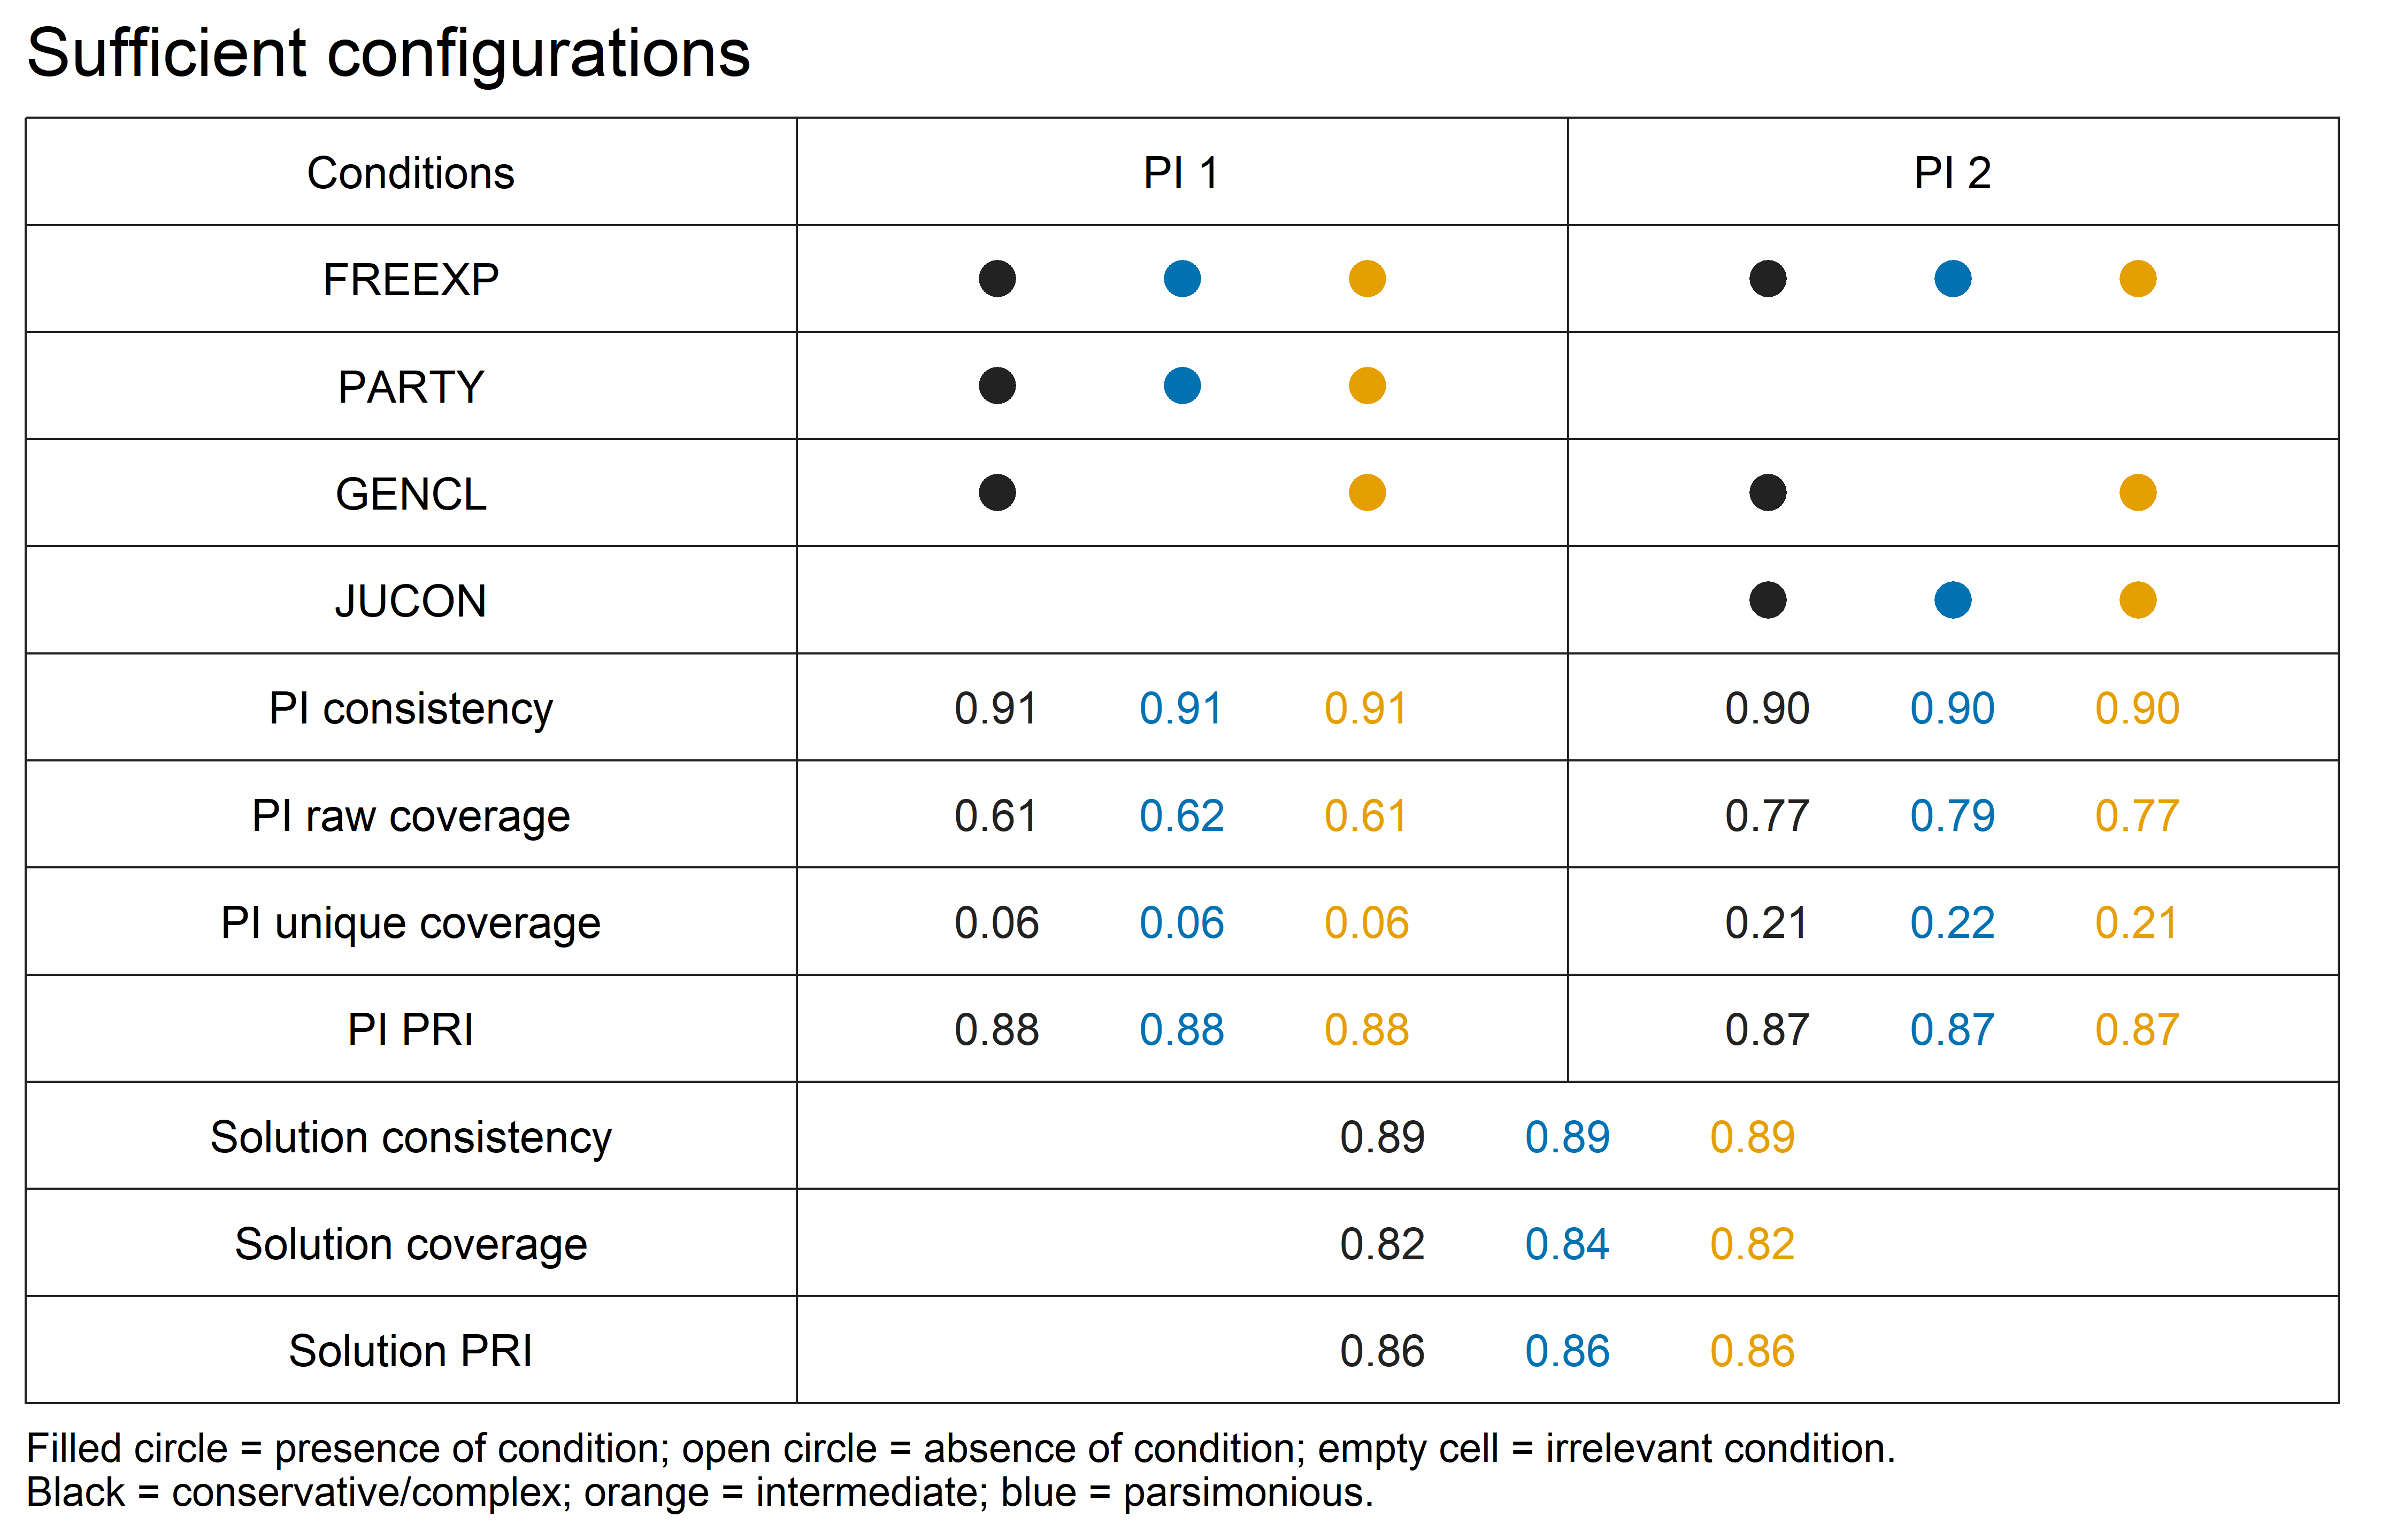 Sufficient configurations
Conditions PI 1 PI 2
FREEXP
PARTY
GENCL
JUCON
PI consistency 0.91 0.91 0.91 0.90 0.90 0.90
PI raw coverage 0.61 0.62 0.61 0.77 0.79 0.77
PI unique coverage 0.06 0.06 0.06 0.21 0.22 0.21
PI PRI 0.88 0.88 0.88 0.87 0.87 0.87
Solution consistency 0.89 0.89 0.89
Solution coverage 0.82 0.84 0.82
Solution PRI 0.86 0.86 0.86
Filled circle = presence of condition; open circle = absence of condition; empty cell = irrelevant condition.
Black = conservative/complex; orange = intermediate; blue = parsimonious.